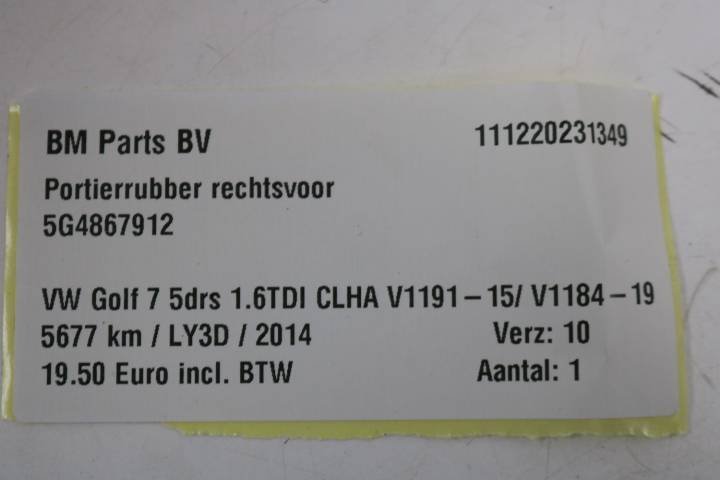 BM Parts BV 111220231349
Portierrubber rechtsvoor
5G4867912
VW Golf 7 5drs 1.6TDI CLHA V1191-15/ V1184-19
5677 km / LY3D / 2014 Verz: 10
19.50 Euro incl. BTW Aantal: 1